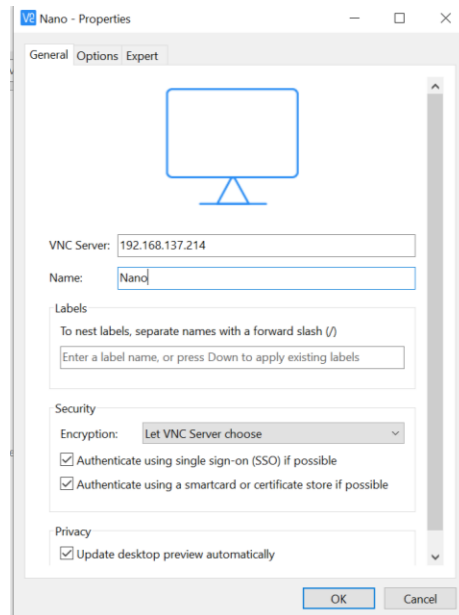 V2 Nano - Properties
General Options Expert
VNC Server: 192.168.137.214
Name: Nano
Labels
To nest labels, separate names with a forward slash (/)
Enter a label name, or press Down to apply existing labels
Security
Encryption: Let VNC Server choose
Authenticate using single sign-on (SSO) if possible
Authenticate using a smartcard or certificate store if possible
Privacy
Update desktop preview automatically
OK Cancel